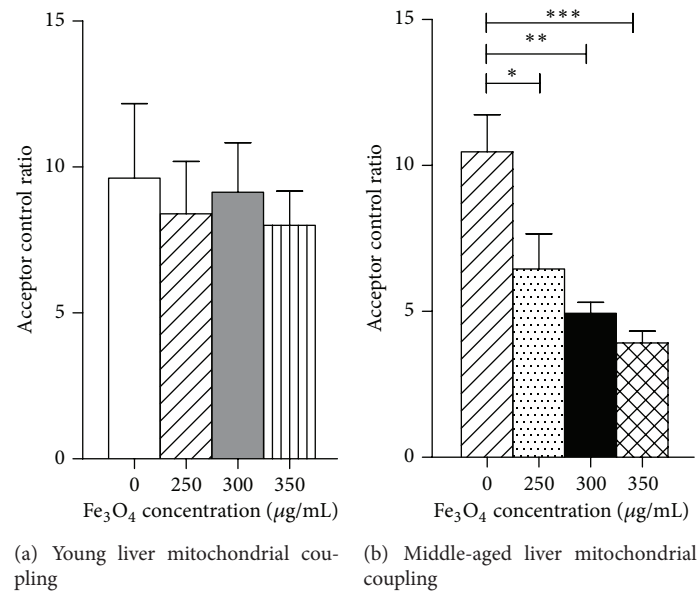 15
10
5
0
Acceptor control ratio
0 250 300 350
Fe₃O₄ concentration (μg/mL)
(a) Young liver mitochondrial cou-
pling
15
10
5
0
Acceptor control ratio
***
**
*
0 250 300 350
Fe₃O₄ concentration (μg/mL)
(b) Middle-aged liver mitochondrial
coupling